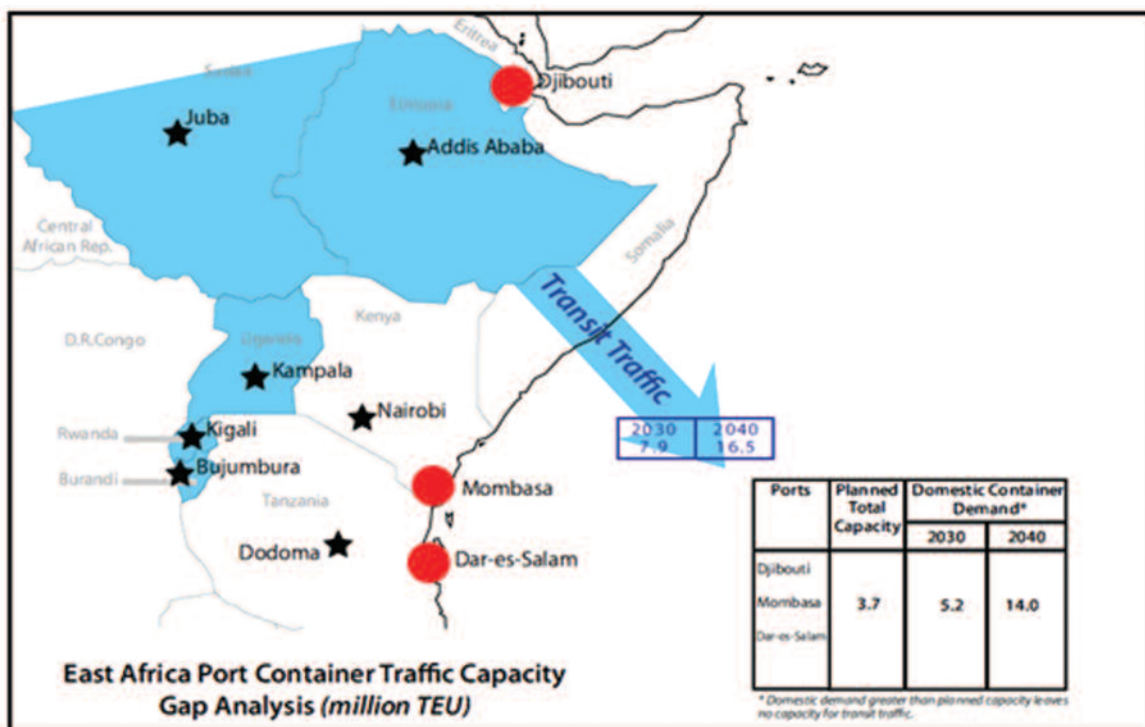 Eritrea
Djibouti
Sudan
Juba
Ethiopia
Addis Ababa
Central
African Rep.
Somalia
Transit Traffic
Kenya
D.R.Congo
Uganda
Kampala
Nairobi
2030 2040
7.9 16.5
Rwanda
Kigali
Burandi
Bujumbura
Mombasa
Tanzania
Dodoma
Dar-es-Salam
Ports Planned Total Capacity Domestic Container Demand*
2030 2040
Djibouti
Mombasa 3.7 5.2 14.0
Dar-es-Salam
East Africa Port Container Traffic Capacity
Gap Analysis (million TEU)
* Domestic demand greater than planned capacity leaves
no capacity for transit traffic.